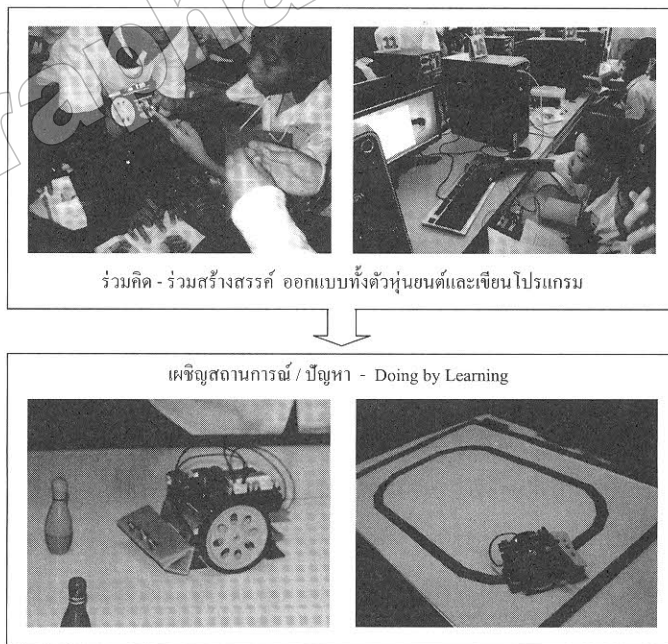 ร่วมคิด - ร่วมสร้างสรรค์ ออกแบบทั้งตัวหุ่นยนต์และเขียนโปรแกรม
เผชิญสถานการณ์ / ปัญหา - Doing by Learning